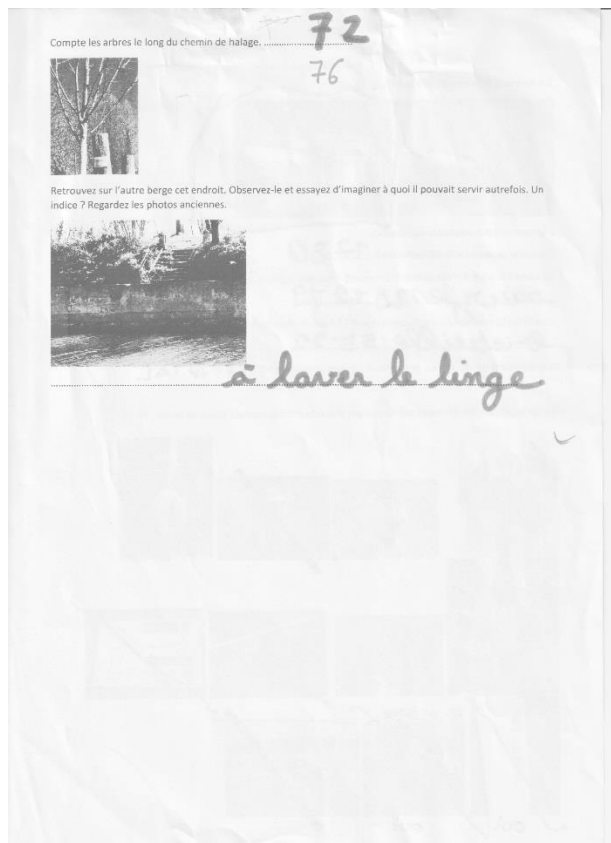 Compte les arbres le long du chemin de halage. ........................ 72
76
Retrouvez sur l'autre berge cet endroit. Observez-le et essayez d'imaginer à quoi il pouvait servir autrefois. Un
indice ? Regardez les photos anciennes.
à laver le linge